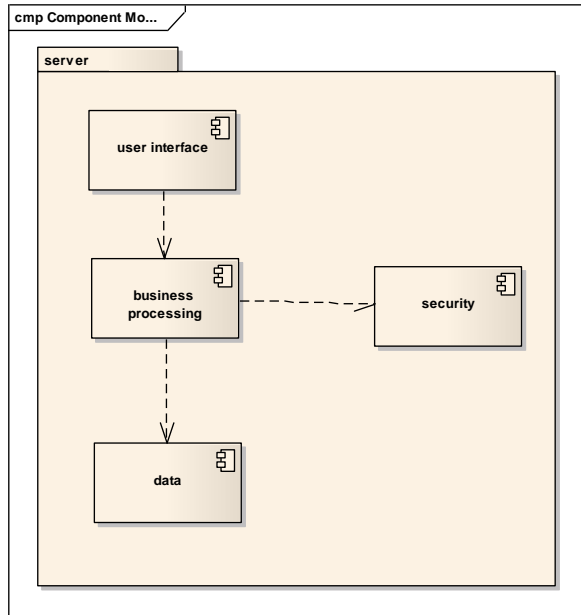 cmp Component Mo...
server
user interface
business
processing
security
data